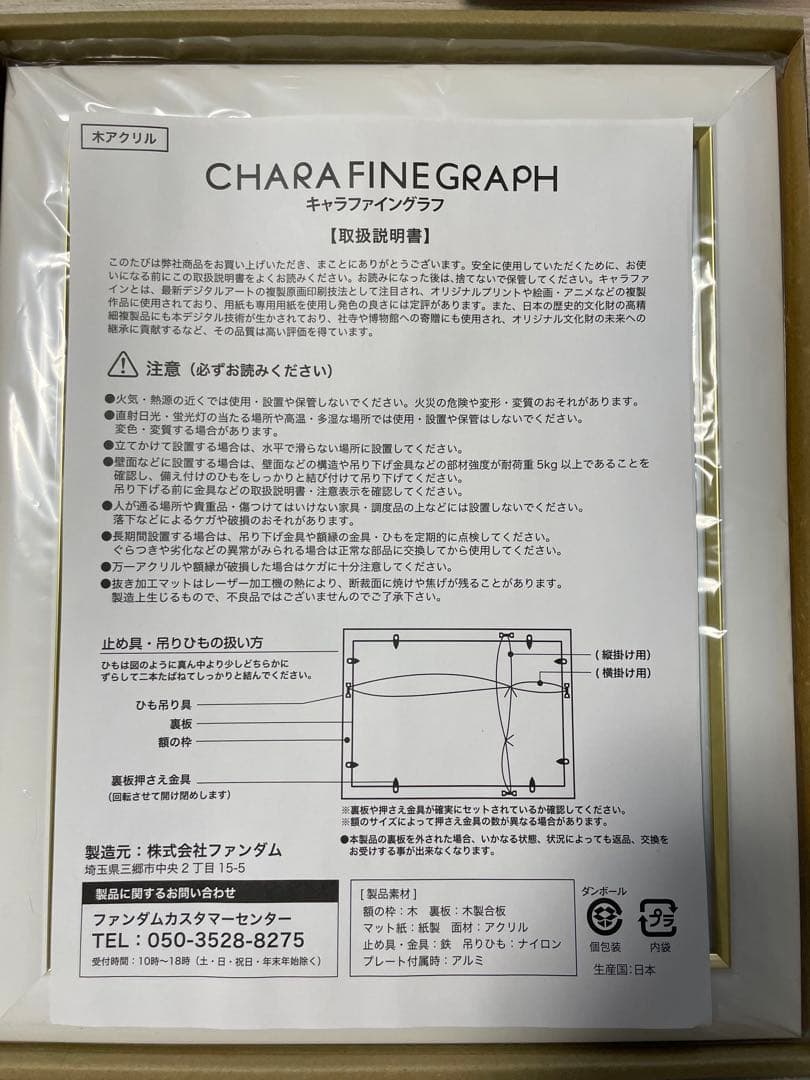 木アクリル
CHARA FINE GRAPH
キャラファイングラフ
【取扱説明書】
このたびは弊社商品をお買い上げいただき、まことにありがとうございます。安全に使用していただくために、お使
いになる前にこの取扱説明書をよくお読みください。お読みになった後は、捨てないで保管してください。キャラファ
インとは、最新デジタルアートの複製原画印刷技法として注目され、オリジナルプリントや絵画・アニメなどの複製
作品に使用されており、用紙も専用用紙を使用し発色の良さには定評があります。また、日本の歴史的文化財の高精
細複製品にも本デジタル技術が生かされており、社寺や博物館への寄贈にも使用され、オリジナル文化財の未来への
継承に貢献するなど、その品質は高い評価を得ています。
注意（必ずお読みください）
●火気・熱源の近くでは使用・設置や保管しないでください。火災の危険や変形・変質のおそれがあります。
●直射日光・蛍光灯の当たる場所や高温・多湿な場所では使用・設置や保管はしないでください。
変色・変質する場合があります。
●立てかけて設置する場合は、水平で滑らない場所に設置してください。
●壁面などに設置する場合は、壁面などの構造や吊り下げ金具などの部材強度が耐荷重5kg以上であることを
確認し、備え付けのひもをしっかりと結び付けて吊り下げてください。
吊り下げる前に金具などの取扱説明書・注意表示を確認してください。
●人が通る場所や貴重品・傷つけてはいけない家具・調度品の上などには設置しないでください。
落下などによるケガや破損のおそれがあります。
●長期間設置する場合は、吊り下げ金具や額縁の金具・ひもを定期的に点検してください。
ぐらつきや劣化などの異常がみられる場合は正常な部品に交換してから使用してください。
●万一アクリルや額縁が破損した場合はケガに十分注意してください。
●抜き加工マットはレーザー加工機の熱により、断裁面に焼けや焦げが残ることがあります。
製造上生じるもので、不良品ではございませんのでご了承下さい。
止め具・吊りひもの扱い方
ひもは図のように真ん中より少しどちらかに
ずらして二本たばねてしっかりと結んでください。
(縦掛け用)
(横掛け用)
ひも吊り具
裏板
額の枠
裏板押さえ金具
(回転させて開け閉めします)
※裏板や押さえ金具が確実にセットされているか確認してください。
※額のサイズによって押さえ金具の数が異なる場合があります。
●本製品の裏板を外された場合、いかなる状態、状況によっても返品、交換を
お受けする事が出来なくなります。
製造元：株式会社ファンダム
埼玉県三郷市中央2丁目15-5
製品に関するお問い合わせ
ファンダムカスタマーセンター
TEL：050-3528-8275
受付時間：10時〜18時（土・日・祝日・年末年始除く）
[製品素材]
額の枠：木　裏板：木製合板
マット紙：紙製　面材：アクリル
止め具・金具：鉄　吊りひも：ナイロン
プレート付属時：アルミ
ダンボール
個包装
プラ
内袋
生産国：日本